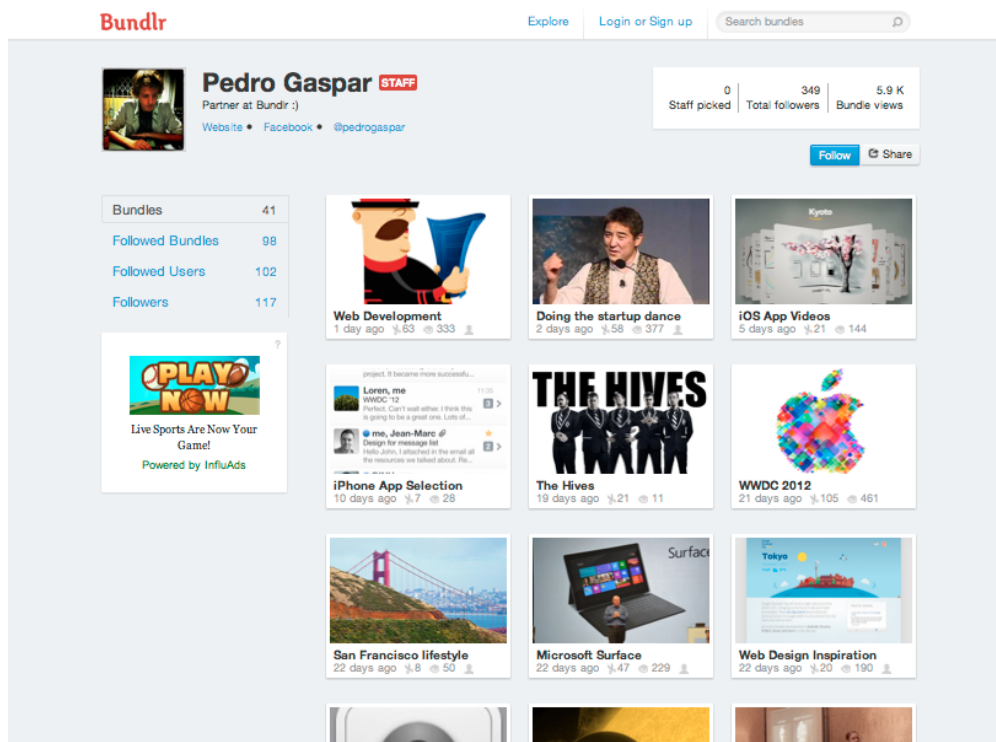 Bundlr
Explore
Login or Sign up
Search bundles
Pedro Gaspar STAFF
Partner at Bundlr :)
Website • Facebook • @pedrogaspar
0 349 5.9 K
Staff picked Total followers Bundle views
Follow Share
Bundles 41
Followed Bundles 98
Followed Users 102
Followers 117
?
PLAY
NOW
Live Sports Are Now Your
Game!
Powered by InfluAds
Web Development
1 day ago 63 333
Doing the startup dance
2 days ago 58 377
Kyoto
iOS App Videos
5 days ago 21 144
project. It became more successfu...
Loren, me 11:35
WWDC '12
Perfect. Can't wait either. I think this
is going to be a great one. Lots of...
3
me, Jean-Marc
Design for message list
2
Hello John, I attached in the email all
the resources we talked about. Re...
iPhone App Selection
10 days ago 7 28
THE HIVES
The Hives
19 days ago 21 11
WWDC 2012
21 days ago 105 461
San Francisco lifestyle
22 days ago 8 50
Surface
Microsoft Surface
22 days ago 47 229
Tokyo
Web Design Inspiration
22 days ago 20 190